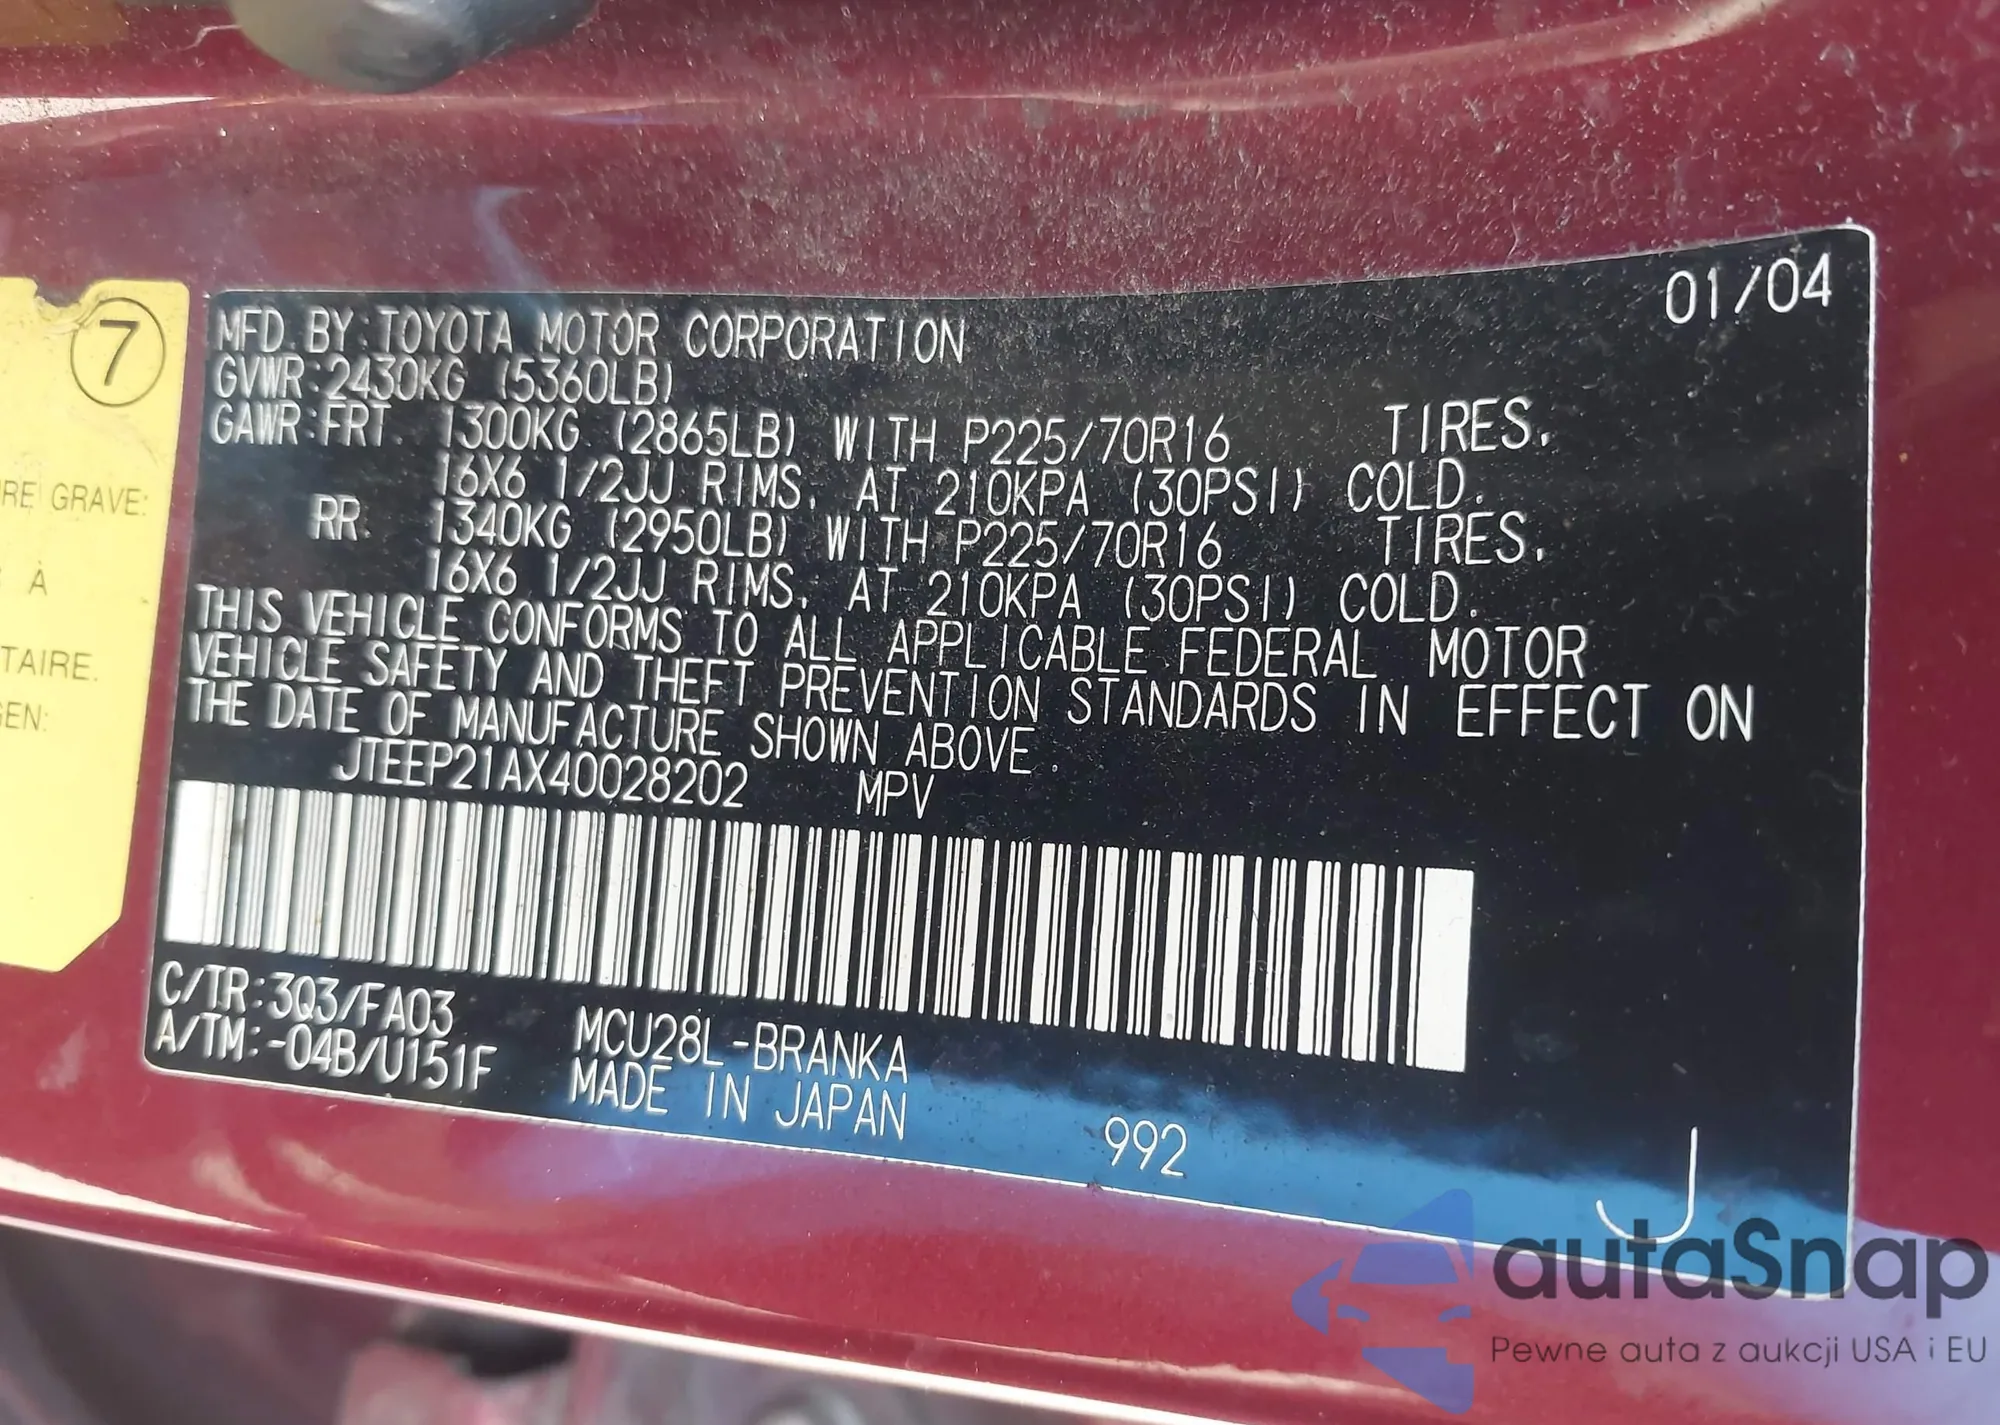 7
RE GRAVE:
À
TAIRE.
GEN:
01/04
MFD. BY:TOYOTA MOTOR CORPORATION
GVWR:2430KG (5360LB)
GAWR:FRT. 1300KG (2865LB) WITH P225/70R16 TIRES.
16X6 1/2JJ RIMS. AT 210KPA (30PSI) COLD.
RR. 1340KG (2950LB) WITH P225/70R16 TIRES.
16X6 1/2JJ RIMS. AT 210KPA (30PSI) COLD.
THIS VEHICLE CONFORMS TO ALL APPLICABLE FEDERAL MOTOR
VEHICLE SAFETY AND THEFT PREVENTION STANDARDS IN EFFECT ON
THE DATE OF MANUFACTURE SHOWN ABOVE.
JTEEP21AX40028202 MPV
C/TR:3Q3/FA03 MCU28L-BRANKA
A/TM:-04B/U151F MADE IN JAPAN
992
J
autaSnap
Pewne auta z aukcji USA i EU